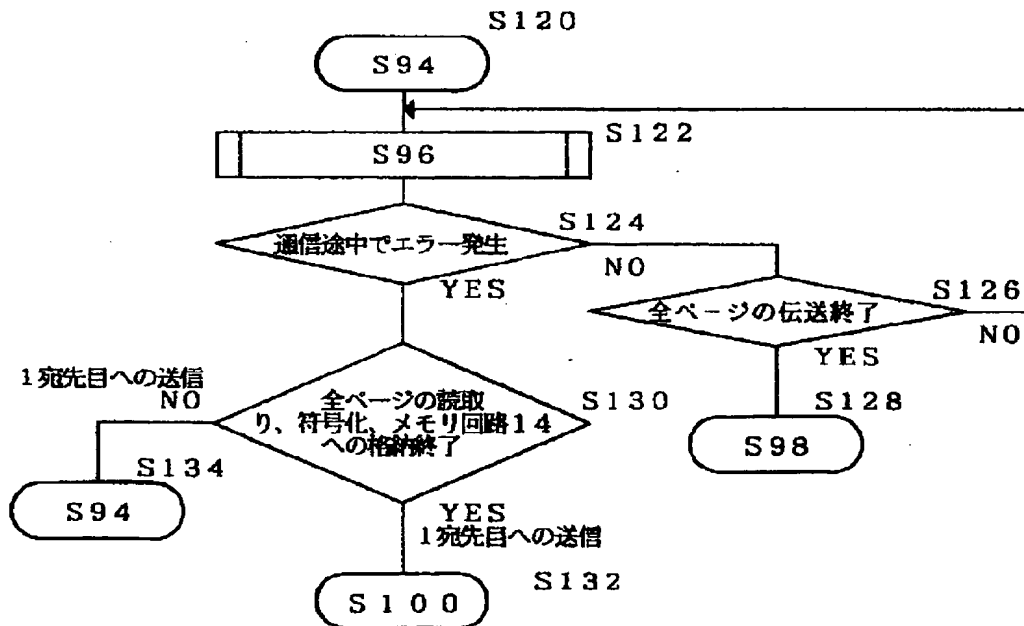 S120
S94
S122
S96
S124
通信途中でエラー発生
NO
YES
S126
全ページの伝送終了
NO
YES
1宛先目への送信
NO
全ページの読取
り、符号化、メモリ回路14
への格納終了
S130
S128
S98
S134
S94
YES
1宛先目への送信
S132
S100